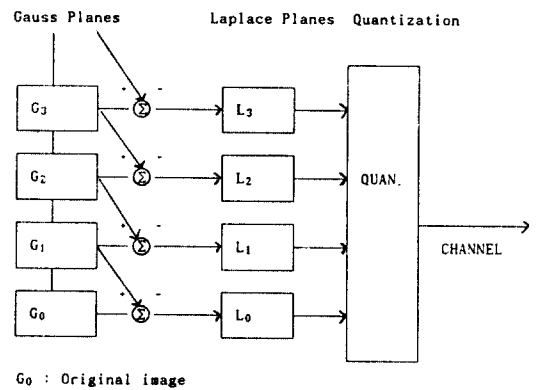 Gauss Planes Laplace Planes Quantization
+ -
G3 Σ L3
+ -
G2 Σ L2 QUAN.
+ -
G1 Σ L1 CHANNEL
+ -
G0 Σ L0
G0 : Original image